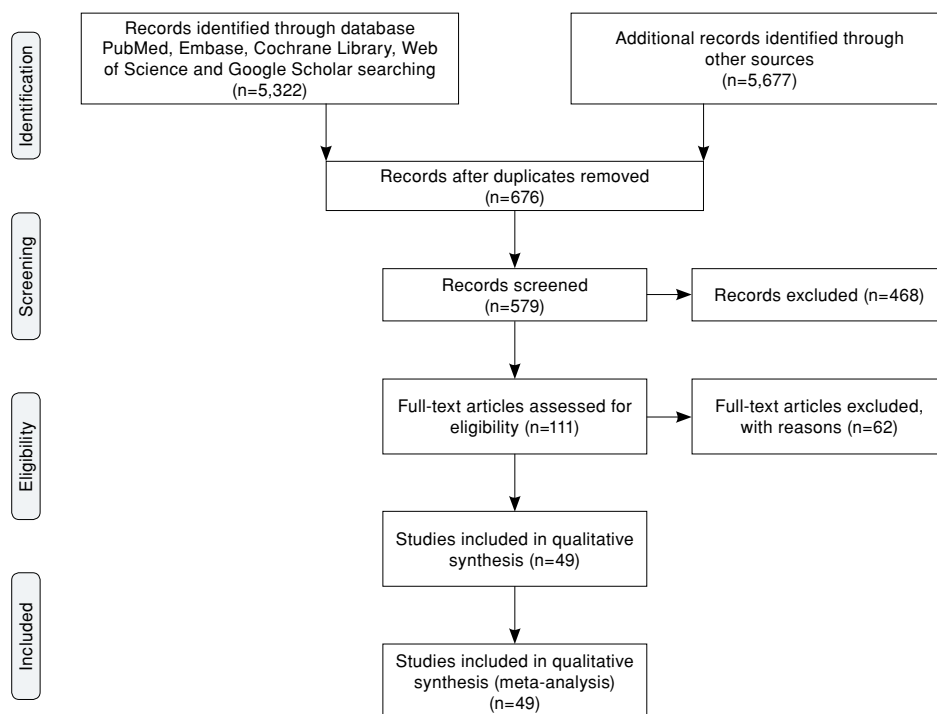 Identification
Records identified through database
PubMed, Embase, Cochrane Library, Web
of Science and Google Scholar searching
(n=5,322)
Additional records identified through
other sources
(n=5,677)
Records after duplicates removed
(n=676)
Screening
Records screened
(n=579)
Records excluded (n=468)
Eligibility
Full-text articles assessed for
eligibility (n=111)
Full-text articles excluded,
with reasons (n=62)
Studies included in qualitative
synthesis (n=49)
Included
Studies included in qualitative
synthesis (meta-analysis)
(n=49)